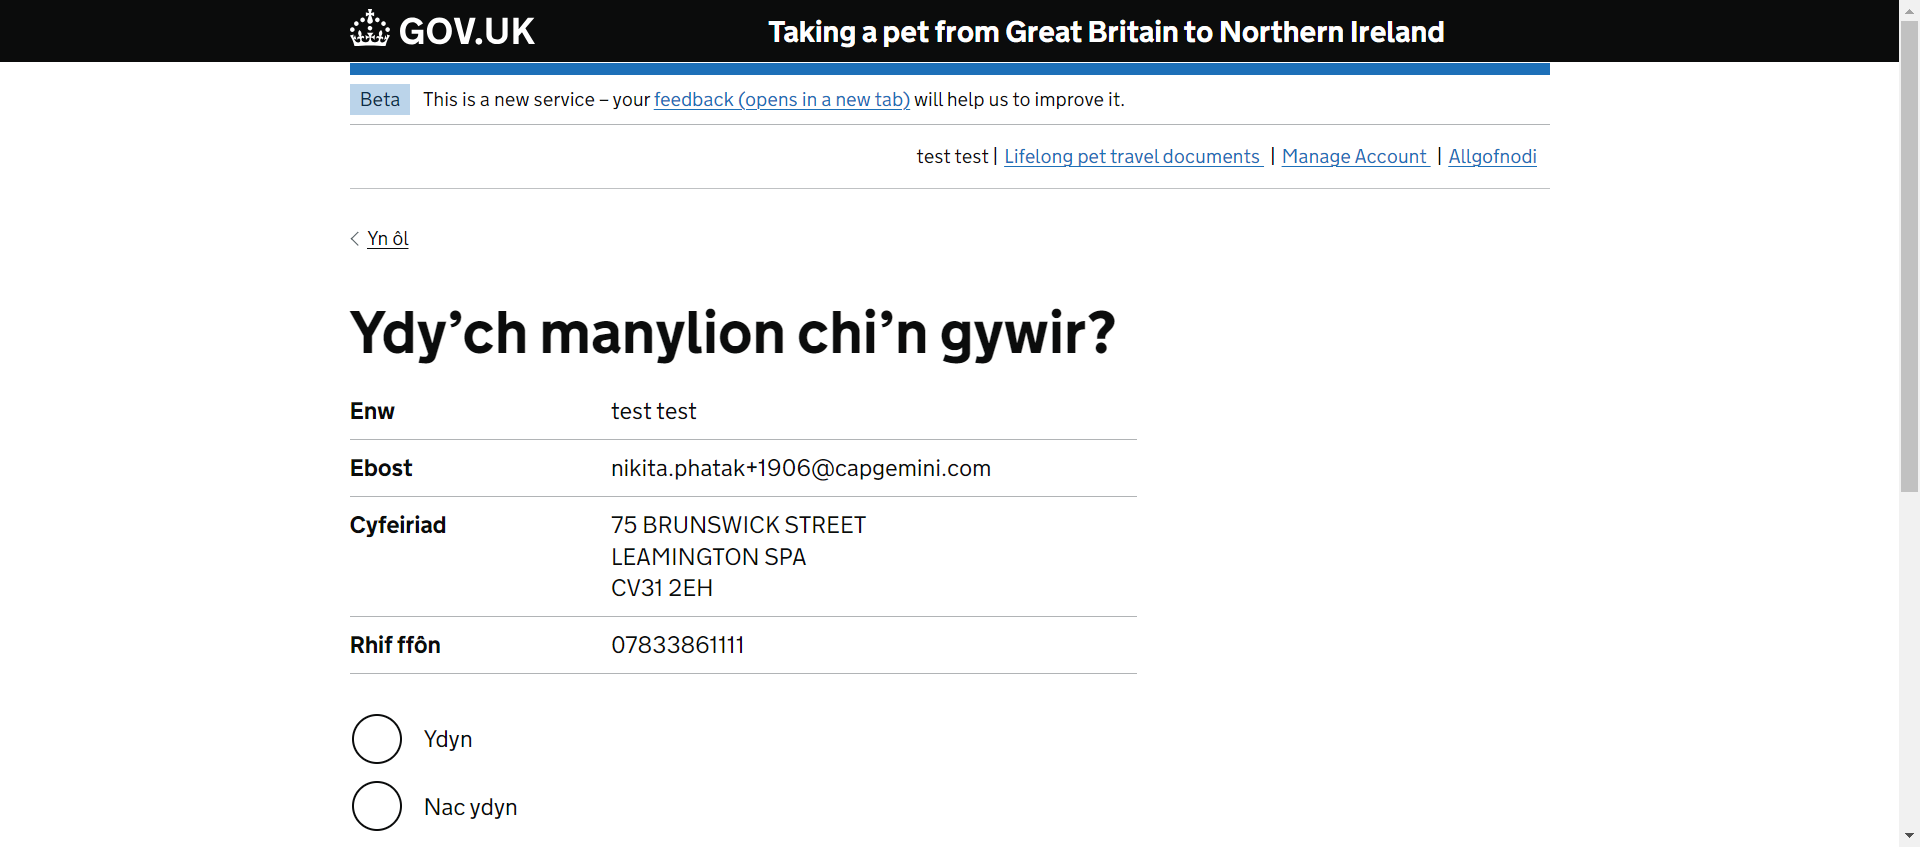 GOV.UK
Taking a pet from Great Britain to Northern Ireland
Beta This is a new service – your feedback (opens in a new tab) will help us to improve it.
test test | Lifelong pet travel documents | Manage Account | Allgofnodi
Yn ôl
Ydy’ch manylion chi’n gywir?
Enw test test
Ebost nikita.phatak+1906@capgemini.com
Cyfeiriad 75 BRUNSWICK STREET
LEAMINGTON SPA
CV31 2EH
Rhif ffôn 07833861111
Ydyn
Nac ydyn